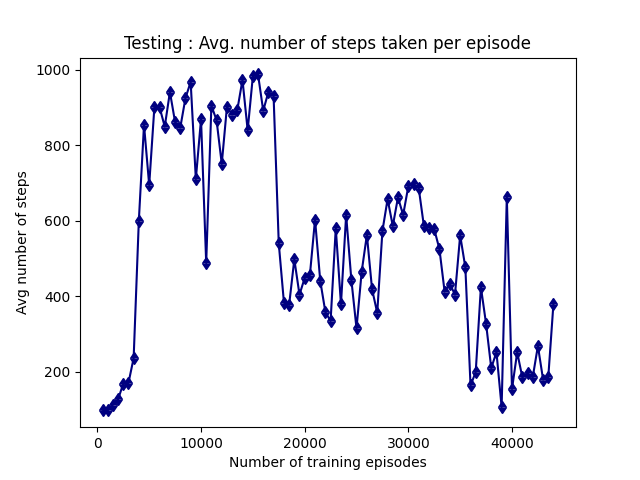 Testing : Avg. number of steps taken per episode
1000
800
600
400
200
Avg number of steps
0 10000 20000 30000 40000
Number of training episodes